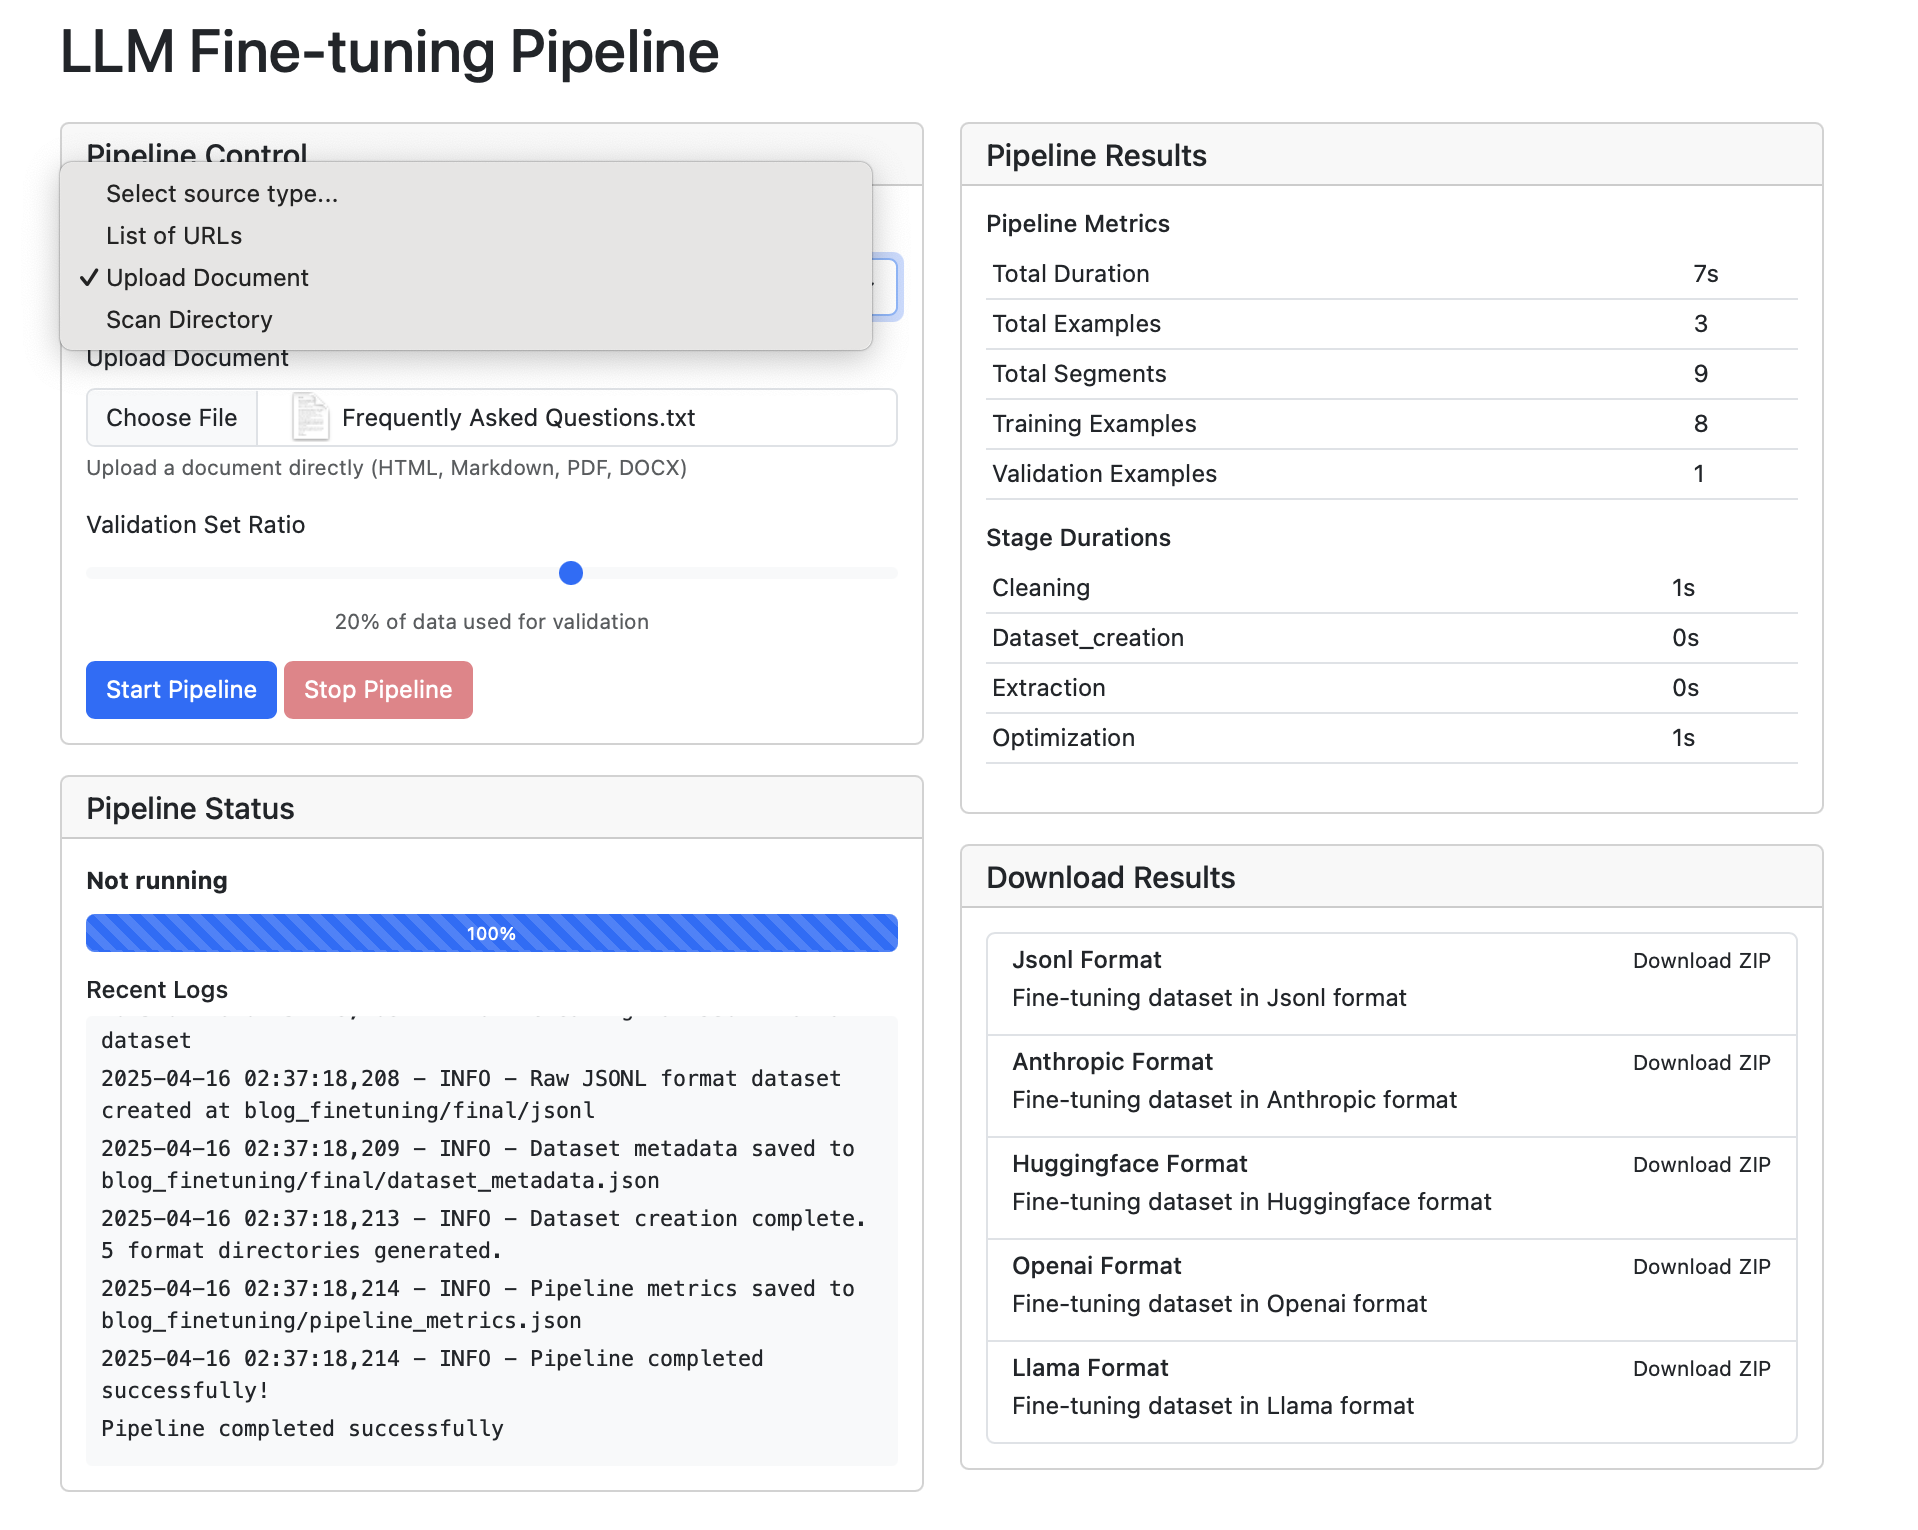 LLM Fine-tuning Pipeline
Pipeline Control
Select source type...
List of URLs
✓ Upload Document
Scan Directory
Upload Document
Choose File
Frequently Asked Questions.txt
Upload a document directly (HTML, Markdown, PDF, DOCX)
Validation Set Ratio
20% of data used for validation
Start Pipeline
Stop Pipeline
Pipeline Status
Not running
100%
Recent Logs
dataset
2025-04-16 02:37:18,208 - INFO - Raw JSONL format dataset
created at blog_finetuning/final/jsonl
2025-04-16 02:37:18,209 - INFO - Dataset metadata saved to
blog_finetuning/final/dataset_metadata.json
2025-04-16 02:37:18,213 - INFO - Dataset creation complete.
5 format directories generated.
2025-04-16 02:37:18,214 - INFO - Pipeline metrics saved to
blog_finetuning/pipeline_metrics.json
2025-04-16 02:37:18,214 - INFO - Pipeline completed
successfully!
Pipeline completed successfully
Pipeline Results
Pipeline Metrics
Total Duration 7s
Total Examples 3
Total Segments 9
Training Examples 8
Validation Examples 1
Stage Durations
Cleaning 1s
Dataset_creation 0s
Extraction 0s
Optimization 1s
Download Results
Jsonl Format Download ZIP
Fine-tuning dataset in Jsonl format
Anthropic Format Download ZIP
Fine-tuning dataset in Anthropic format
Huggingface Format Download ZIP
Fine-tuning dataset in Huggingface format
Openai Format Download ZIP
Fine-tuning dataset in Openai format
Llama Format Download ZIP
Fine-tuning dataset in Llama format